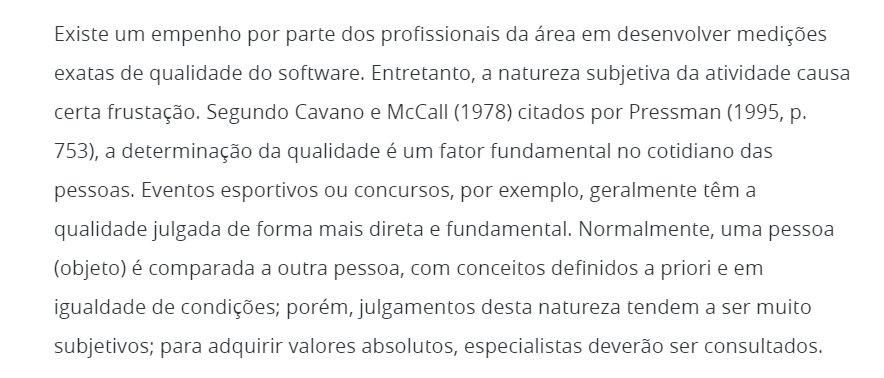 Existe um empenho por parte dos profissionais da área em desenvolver medições
exatas de qualidade do software. Entretanto, a natureza subjetiva da atividade causa
certa frustação. Segundo Cavano e McCall (1978) citados por Pressman (1995, p.
753), a determinação da qualidade é um fator fundamental no cotidiano das
pessoas. Eventos esportivos ou concursos, por exemplo, geralmente têm a
qualidade julgada de forma mais direta e fundamental. Normalmente, uma pessoa
(objeto) é comparada a outra pessoa, com conceitos definidos a priori e em
igualdade de condições; porém, julgamentos desta natureza tendem a ser muito
subjetivos; para adquirir valores absolutos, especialistas deverão ser consultados.